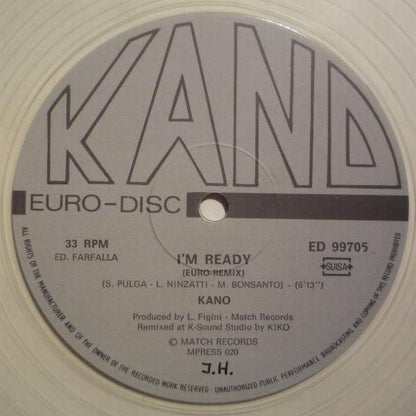 KANO
EURO-DISC
33 RPM
ED. FARFALLA
I'M READY
(EURO-REMIX)
(S. PULGA - L. NINZATTI - M. BONSANTO) - (6'13")
KANO
ED 99705
SUISA
Produced by L. Figini - Match Records
Remixed at K-Sound Studio by KIKO
© MATCH RECORDS
MPRESS 020
J.H.
ALL RIGHTS OF THE MANUFACTURER AND OF THE OWNER OF THE RECORDED WORK RESERVED · UNAUTHORIZED PUBLIC PERFORMANCE BROADCASTING AND COPYING OF THIS RECORD PROHIBITED